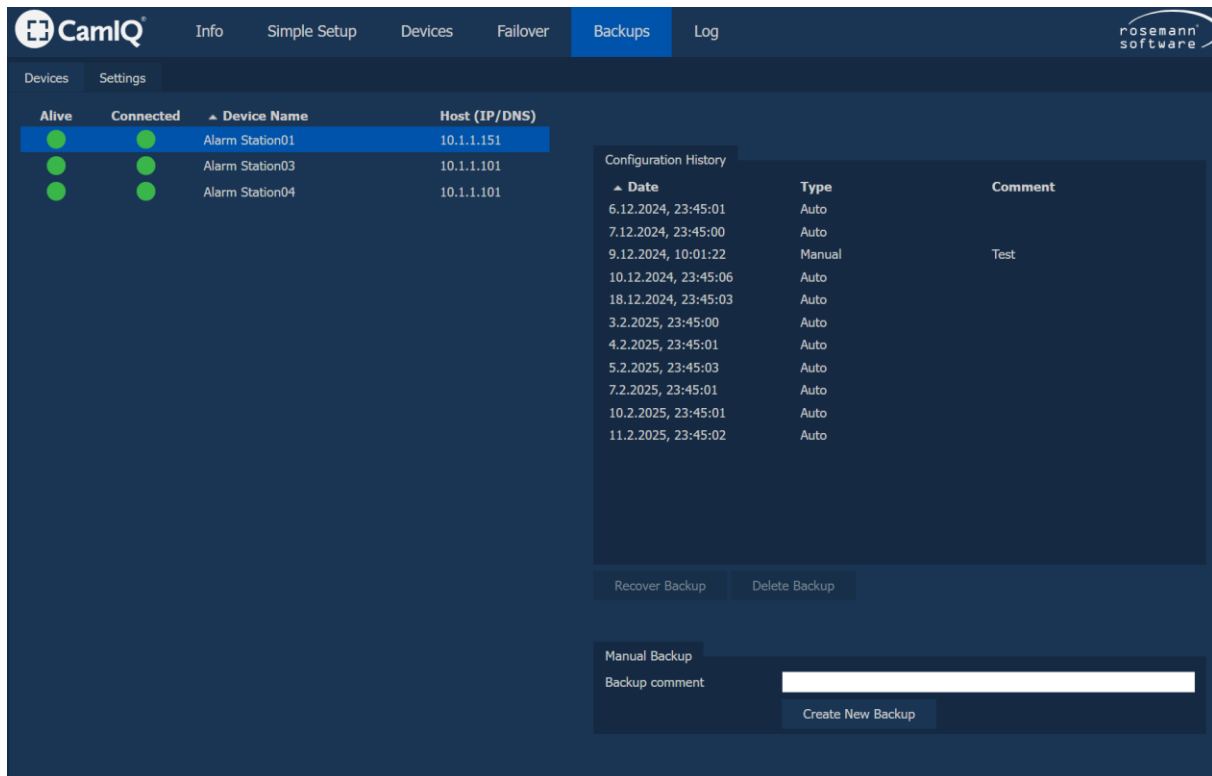 CamIQ® Info Simple Setup Devices Failover Backups Log rosemann software
Devices Settings
Alive Connected Device Name Host (IP/DNS)
Alarm Station01 10.1.1.151
Alarm Station03 10.1.1.101
Alarm Station04 10.1.1.101
Configuration History
Date Type Comment
6.12.2024, 23:45:01 Auto
7.12.2024, 23:45:00 Auto
9.12.2024, 10:01:22 Manual Test
10.12.2024, 23:45:06 Auto
18.12.2024, 23:45:03 Auto
3.2.2025, 23:45:00 Auto
4.2.2025, 23:45:01 Auto
5.2.2025, 23:45:03 Auto
7.2.2025, 23:45:01 Auto
10.2.2025, 23:45:01 Auto
11.2.2025, 23:45:02 Auto
Recover Backup Delete Backup
Manual Backup
Backup comment
Create New Backup